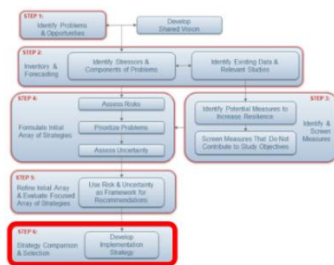 STEP 1:
Identify Problems
& Opportunities
Develop
Shared Vision
STEP 2:
Inventory &
Forecasting
Identify Stressors &
Components of Problems
Identify Existing Data &
Relevant Studies
STEP 4:
Formulate Initial
Array of Strategies
Assess Risks
Prioritize Problems
Assess Uncertainty
STEP 3:
Identify &
Screen
Measures
Identify Potential Measures to
Increase Resilience
Screen Measures That Do Not
Contribute to Study Objectives
STEP 5:
Refine Initial Array
& Evaluate Focused
Array of Strategies
Use Risk & Uncertainty
as Framework for
Recommendations
STEP 6:
Strategy Comparison
& Selection
Develop
Implementation
Strategy